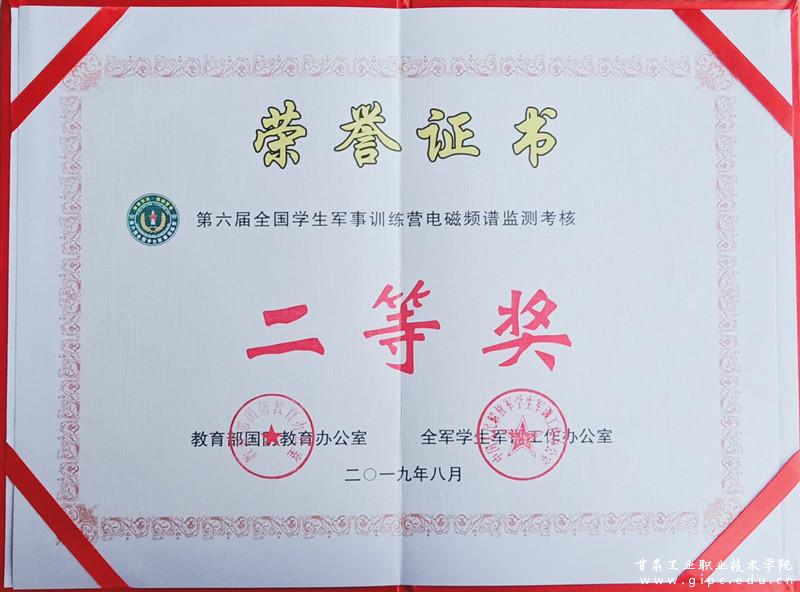 荣誉证书
第六届全国学生军事训练营电磁频谱监测考核
二等奖
教育部国防教育办公室
全军学生军训工作办公室
二〇一九年八月
甘肃工业职业技术学院
www.gipc.edu.cn